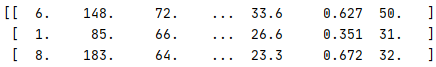 [[  6.    148.     72.    ...  33.6     0.627  50.   ]
[  1.     85.     66.    ...  26.6     0.351  31.   ]
[  8.    183.     64.    ...  23.3     0.672  32.   ]